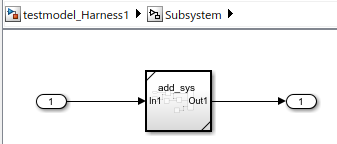 testmodel_Harness1 Subsystem
add_sys
1 In1 Out1 1